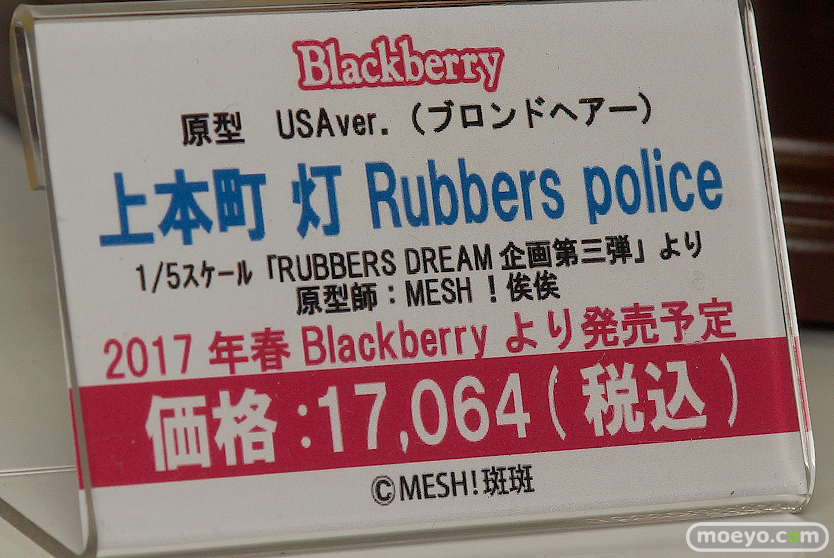 Blackberry
原型 USAver.（ブロンドヘアー）
上本町 灯 Rubbers police
1/5スケール「RUBBERS DREAM 企画第三弾」より
原型師：MESH！俟俟
2017 年春 Blackberry より発売予定
価格:17,064(税込)
©MESH!斑斑
moeyo.com